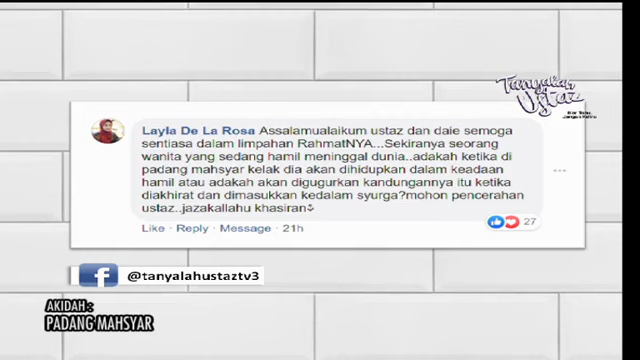 Tanyalah
Ustaz
Layla De La Rosa Assalamualaikum ustaz dan daie semoga
sentiasa dalam limpahan RahmatNYA...Sekiranya seorang
wanita yang sedang hamil meninggal dunia..adakah ketika di
padang mahsyar kelak dia akan dihidupkan dalam keadaan
hamil atau adakah akan digugurkan kandungannya itu ketika
diakhirat dan dimasukkan kedalam syurga?mohon pencerahan
ustaz..jazakallahu khasiran
27
Like · Reply · Message · 21h
f @tanyalahustaztv3
AKIDAH :
PADANG MAHSYAR